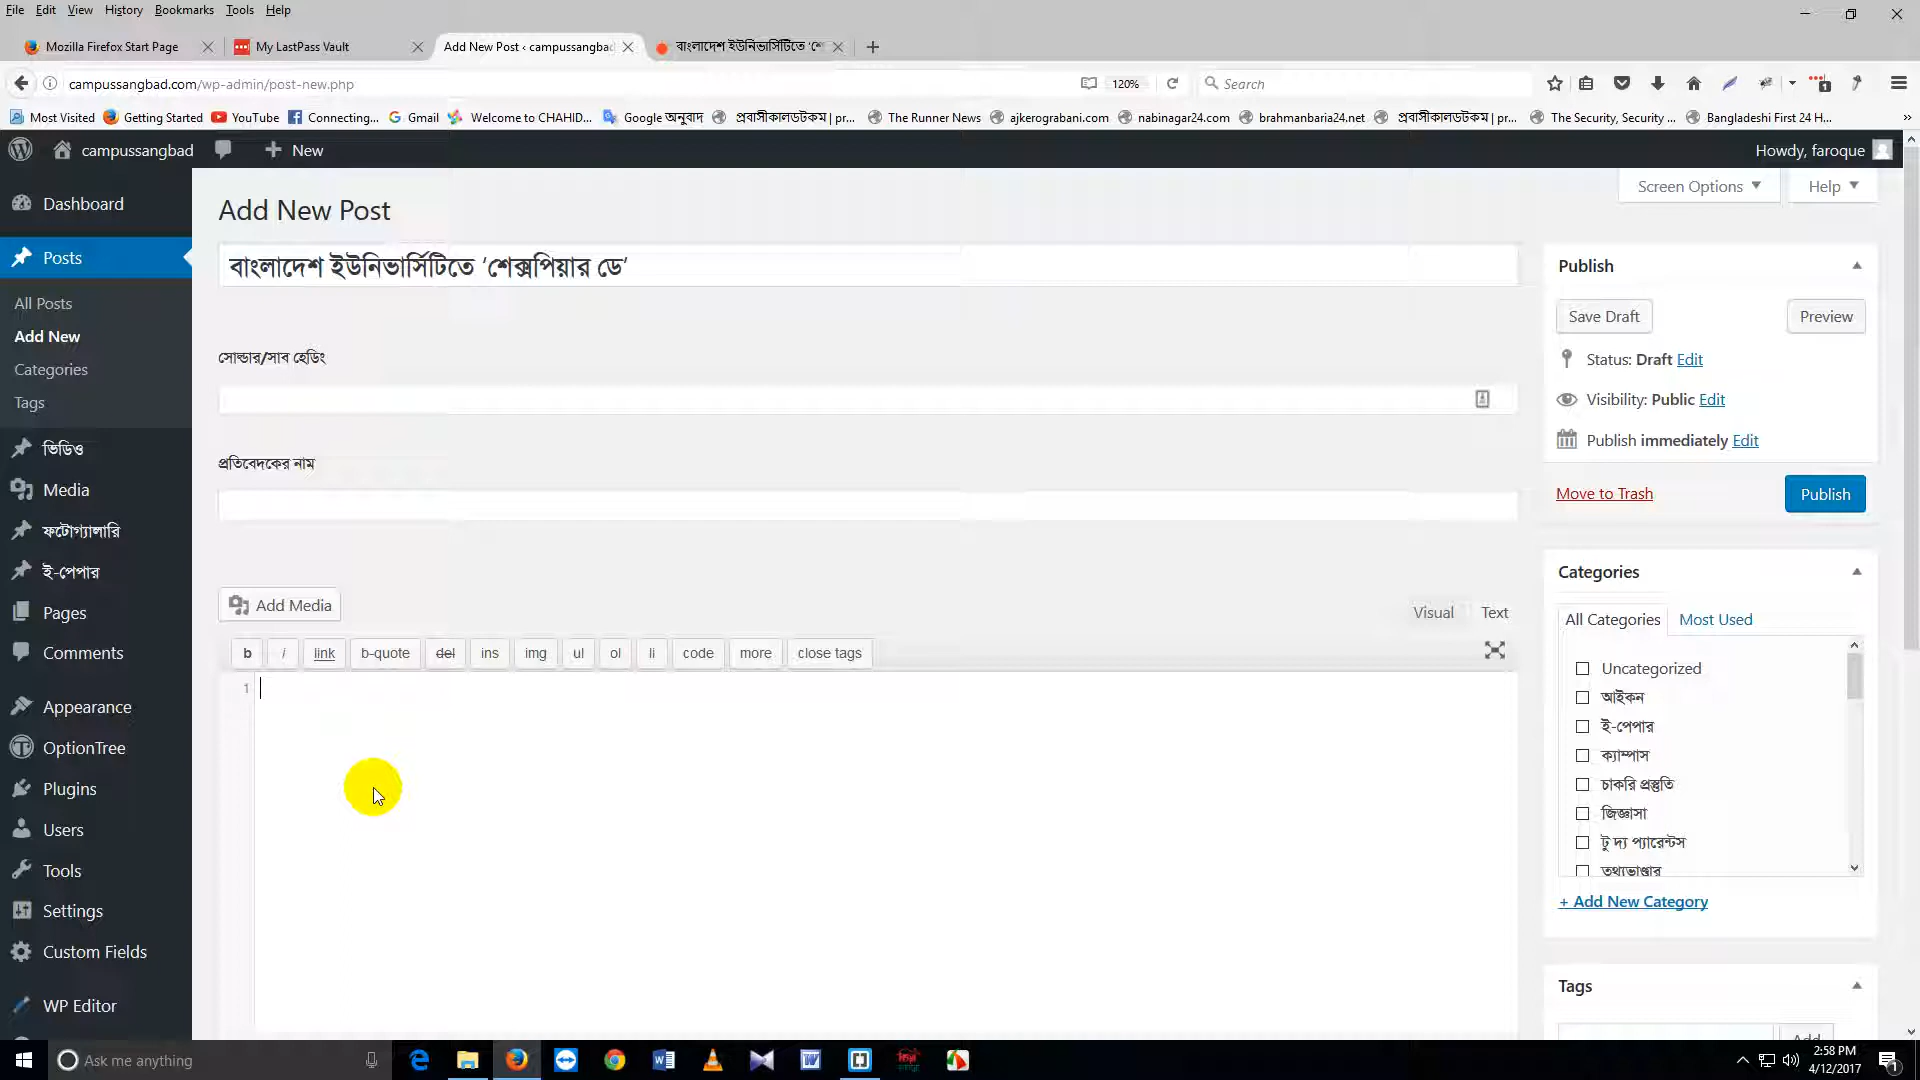 File Edit View History Bookmarks Tools Help
Mozilla Firefox Start Page
My LastPass Vault
Add New Post ‹ campussangbad
বাংলাদেশ ইউনিভার্সিটিতে ‘শে
campussangbad.com/wp-admin/post-new.php
120%
Search
Most Visited
Getting Started
YouTube
Connecting...
Gmail
Welcome to CHAHID...
Google অনুবাদ
প্রবাসীকালডটকম | pr...
The Runner News
ajkerograbani.com
nabinagar24.com
brahmanbaria24.net
প্রবাসীকালডটকম | pr...
The Security, Security ...
Bangladeshi First 24 H...
campussangbad
New
Howdy, faroque
Screen Options
Help
Dashboard
Posts
All Posts
Add New
Categories
Tags
ভিডিও
Media
ফটোগ্যালারি
ই-পেপার
Pages
Comments
Appearance
OptionTree
Plugins
Users
Tools
Settings
Custom Fields
WP Editor
Add New Post
বাংলাদেশ ইউনিভার্সিটিতে ‘শেক্সপিয়ার ডে’
সোল্ডার/সাব হেডিং
প্রতিবেদকের নাম
Add Media
Visual
Text
b
i
link
b-quote
del
ins
img
ul
ol
li
code
more
close tags
1
Publish
Save Draft
Preview
Status: Draft Edit
Visibility: Public Edit
Publish immediately Edit
Move to Trash
Publish
Categories
All Categories
Most Used
Uncategorized
আইকন
ই-পেপার
ক্যাম্পাস
চাকরি প্রস্তুতি
জিজ্ঞাসা
টু দ্য প্যারেন্টস
তথ্যভাণ্ডার
+ Add New Category
Tags
Add
Ask me anything
2:58 PM
4/12/2017